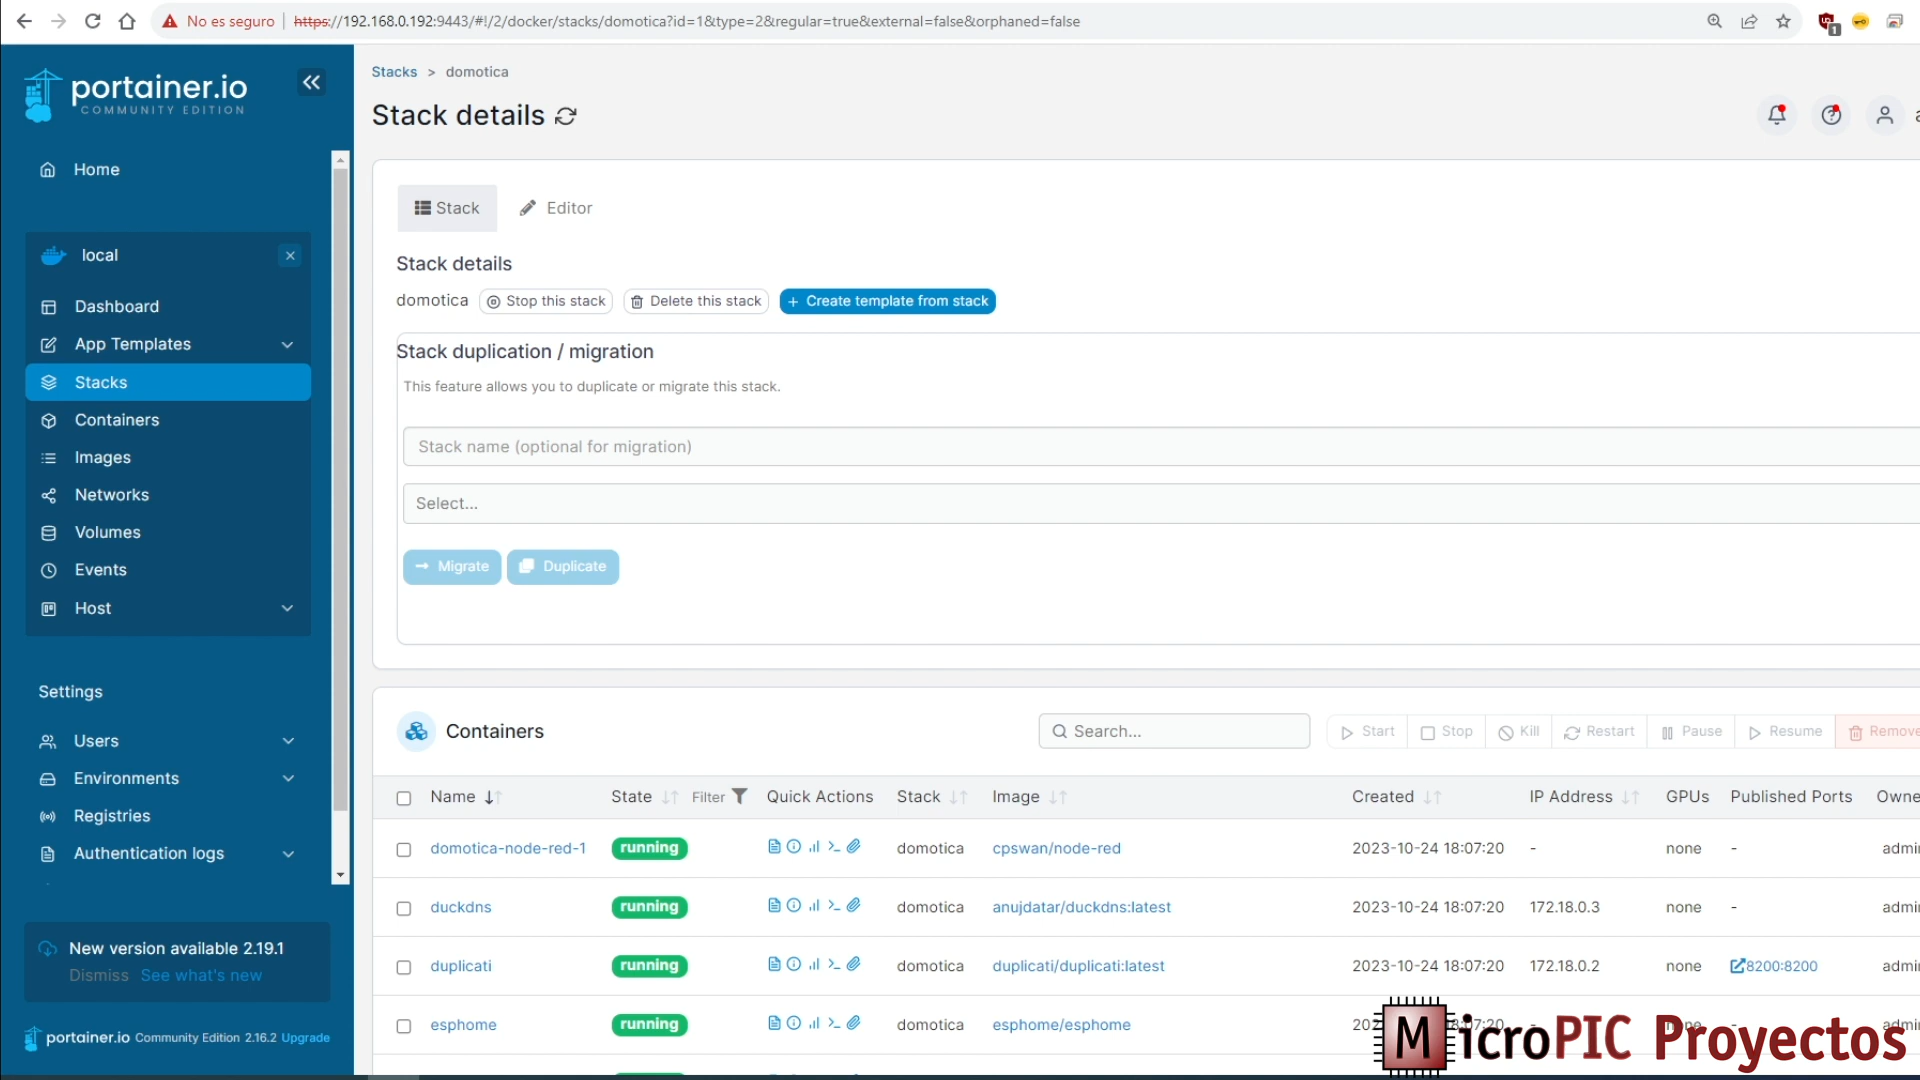 No es seguro https://192.168.0.192:9443/#!/2/docker/stacks/domotica?id=1&type=2&regular=true&external=false&orphaned=false
1
portainer.io
COMMUNITY EDITION
Home
local
Dashboard
App Templates
Stacks
Containers
Images
Networks
Volumes
Events
Host
Settings
Users
Environments
Registries
Authentication logs
New version available 2.19.1
Dismiss See what's new
portainer.io Community Edition 2.16.2 Upgrade
Stacks > domotica
Stack details
Stack Editor
Stack details
domotica Stop this stack Delete this stack + Create template from stack
Stack duplication / migration
This feature allows you to duplicate or migrate this stack.
Stack name (optional for migration)
Select...
Migrate Duplicate
Containers Search... Start Stop Kill Restart Pause Resume Remove
Name State Filter Quick Actions Stack Image Created IP Address GPUs Published Ports Owne
domotica-node-red-1 running domotica cpswan/node-red 2023-10-24 18:07:20 - none - admi
duckdns running domotica anujdatar/duckdns:latest 2023-10-24 18:07:20 172.18.0.3 none - admi
duplicati running domotica duplicati/duplicati:latest 2023-10-24 18:07:20 172.18.0.2 none 8200:8200 admi
esphome running domotica esphome/esphome
MicroPIC Proyectos